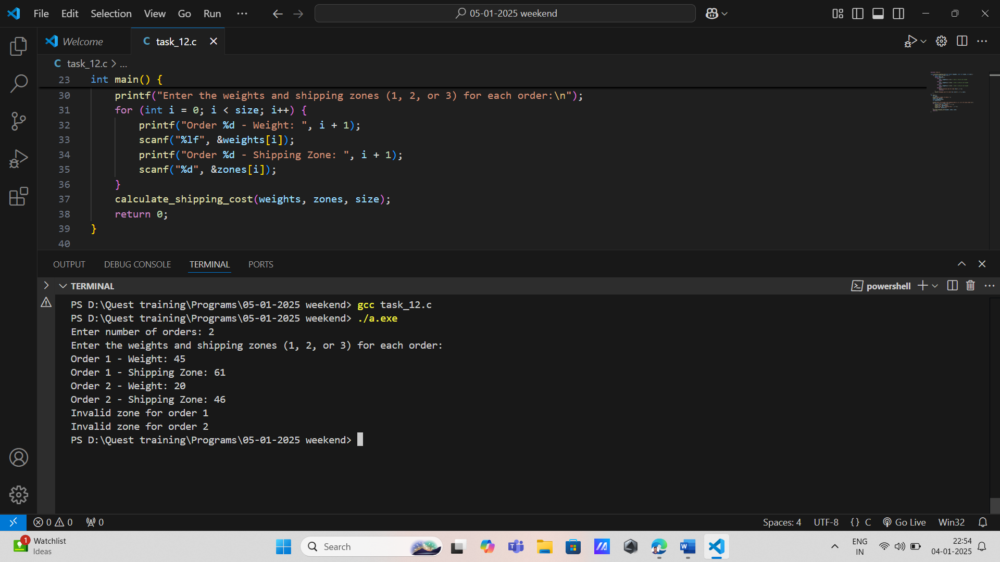 File Edit Selection View Go Run ··· 05-01-2025 weekend
Welcome C task_12.c
C task_12.c > ...
23 int main() {
30 printf("Enter the weights and shipping zones (1, 2, or 3) for each order:\n");
31 for (int i = 0; i < size; i++) {
32 printf("Order %d - Weight: ", i + 1);
33 scanf("%lf", &weights[i]);
34 printf("Order %d - Shipping Zone: ", i + 1);
35 scanf("%d", &zones[i]);
36 }
37 calculate_shipping_cost(weights, zones, size);
38 return 0;
39 }
40
OUTPUT DEBUG CONSOLE TERMINAL PORTS
TERMINAL powershell
PS D:\Quest training\Programs\05-01-2025 weekend> gcc task_12.c
PS D:\Quest training\Programs\05-01-2025 weekend> ./a.exe
Enter number of orders: 2
Enter the weights and shipping zones (1, 2, or 3) for each order:
Order 1 - Weight: 45
Order 1 - Shipping Zone: 61
Order 2 - Weight: 20
Order 2 - Shipping Zone: 46
Invalid zone for order 1
Invalid zone for order 2
PS D:\Quest training\Programs\05-01-2025 weekend>
0 0 0 Spaces: 4 UTF-8 {} C Go Live Win32
1 Watchlist
Ideas
Search
ENG
IN
22:54
04-01-2025